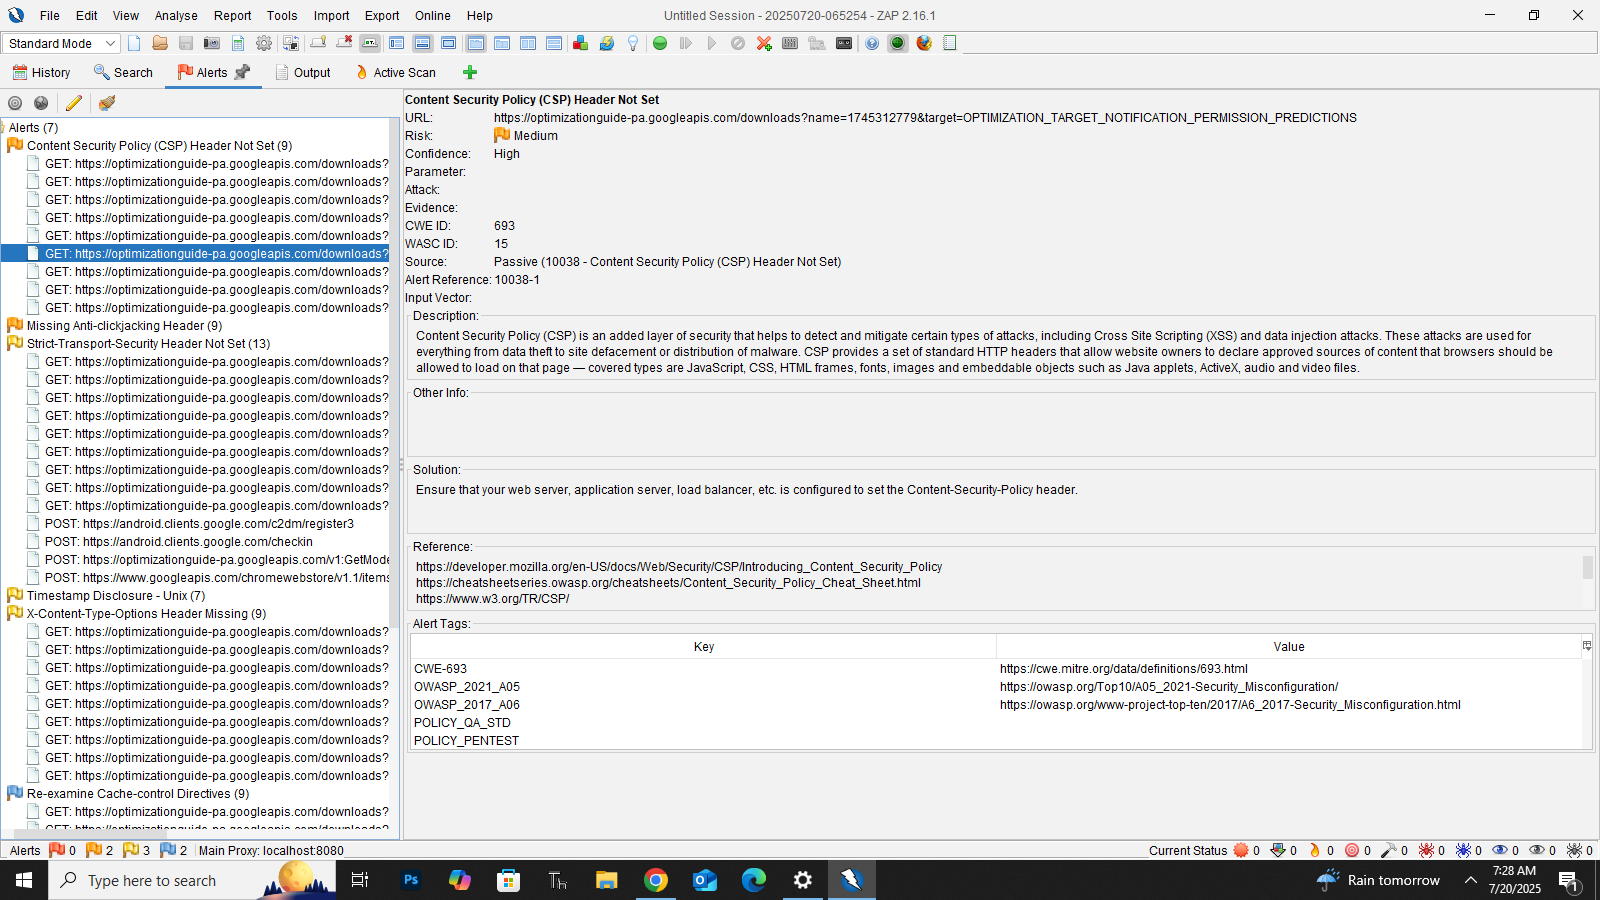 File Edit View Analyse Report Tools Import Export Online Help
Untitled Session - 20250720-065254 - ZAP 2.16.1
Standard Mode
History Search Alerts Output Active Scan
Alerts (7)
Content Security Policy (CSP) Header Not Set (9)
GET: https://optimizationguide-pa.googleapis.com/downloads?
GET: https://optimizationguide-pa.googleapis.com/downloads?
GET: https://optimizationguide-pa.googleapis.com/downloads?
GET: https://optimizationguide-pa.googleapis.com/downloads?
GET: https://optimizationguide-pa.googleapis.com/downloads?
GET: https://optimizationguide-pa.googleapis.com/downloads?
GET: https://optimizationguide-pa.googleapis.com/downloads?
GET: https://optimizationguide-pa.googleapis.com/downloads?
GET: https://optimizationguide-pa.googleapis.com/downloads?
Missing Anti-clickjacking Header (9)
Strict-Transport-Security Header Not Set (13)
GET: https://optimizationguide-pa.googleapis.com/downloads?
GET: https://optimizationguide-pa.googleapis.com/downloads?
GET: https://optimizationguide-pa.googleapis.com/downloads?
GET: https://optimizationguide-pa.googleapis.com/downloads?
GET: https://optimizationguide-pa.googleapis.com/downloads?
GET: https://optimizationguide-pa.googleapis.com/downloads?
GET: https://optimizationguide-pa.googleapis.com/downloads?
GET: https://optimizationguide-pa.googleapis.com/downloads?
GET: https://optimizationguide-pa.googleapis.com/downloads?
POST: https://android.clients.google.com/c2dm/register3
POST: https://android.clients.google.com/checkin
POST: https://optimizationguide-pa.googleapis.com/v1:GetMode
POST: https://www.googleapis.com/chromewebstore/v1.1/items
Timestamp Disclosure - Unix (7)
X-Content-Type-Options Header Missing (9)
GET: https://optimizationguide-pa.googleapis.com/downloads?
GET: https://optimizationguide-pa.googleapis.com/downloads?
GET: https://optimizationguide-pa.googleapis.com/downloads?
GET: https://optimizationguide-pa.googleapis.com/downloads?
GET: https://optimizationguide-pa.googleapis.com/downloads?
GET: https://optimizationguide-pa.googleapis.com/downloads?
GET: https://optimizationguide-pa.googleapis.com/downloads?
GET: https://optimizationguide-pa.googleapis.com/downloads?
GET: https://optimizationguide-pa.googleapis.com/downloads?
Re-examine Cache-control Directives (9)
GET: https://optimizationguide-pa.googleapis.com/downloads?
GET: https://optimizationguide-pa.googleapis.com/downloads?
Content Security Policy (CSP) Header Not Set
URL: https://optimizationguide-pa.googleapis.com/downloads?name=1745312779&target=OPTIMIZATION_TARGET_NOTIFICATION_PERMISSION_PREDICTIONS
Risk: Medium
Confidence: High
Parameter:
Attack:
Evidence:
CWE ID: 693
WASC ID: 15
Source: Passive (10038 - Content Security Policy (CSP) Header Not Set)
Alert Reference: 10038-1
Input Vector:
Description:
Content Security Policy (CSP) is an added layer of security that helps to detect and mitigate certain types of attacks, including Cross Site Scripting (XSS) and data injection attacks. These attacks are used for
everything from data theft to site defacement or distribution of malware. CSP provides a set of standard HTTP headers that allow website owners to declare approved sources of content that browsers should be
allowed to load on that page — covered types are JavaScript, CSS, HTML frames, fonts, images and embeddable objects such as Java applets, ActiveX, audio and video files.
Other Info:
Solution:
Ensure that your web server, application server, load balancer, etc. is configured to set the Content-Security-Policy header.
Reference:
https://developer.mozilla.org/en-US/docs/Web/Security/CSP/Introducing_Content_Security_Policy
https://cheatsheetseries.owasp.org/cheatsheets/Content_Security_Policy_Cheat_Sheet.html
https://www.w3.org/TR/CSP/
Alert Tags:
Key Value
CWE-693 https://cwe.mitre.org/data/definitions/693.html
OWASP_2021_A05 https://owasp.org/Top10/A05_2021-Security_Misconfiguration/
OWASP_2017_A06 https://owasp.org/www-project-top-ten/2017/A6_2017-Security_Misconfiguration.html
POLICY_QA_STD
POLICY_PENTEST
Alerts 0 2 3 2 Main Proxy: localhost:8080 Current Status 0 0 0 0 0 0 0 0 0 0
Type here to search
Ps
Th
Rain tomorrow
7:28 AM
7/20/2025
1